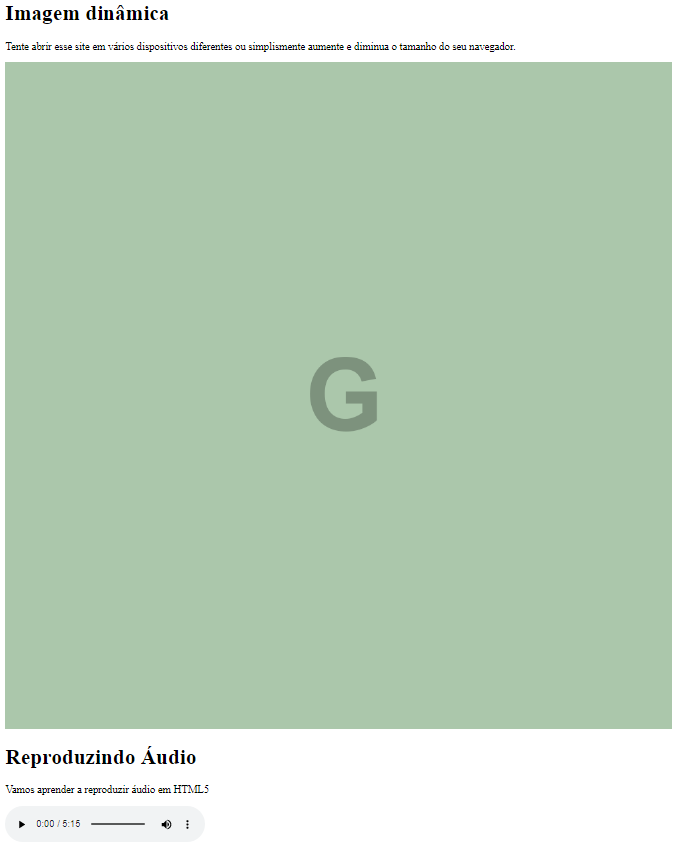 Imagem dinâmica
Tente abrir esse site em vários dispositivos diferentes ou simplismente aumente e diminua o tamanho do seu navegador.
G
Reproduzindo Áudio
Vamos aprender a reproduzir áudio em HTML5
0:00 / 5:15